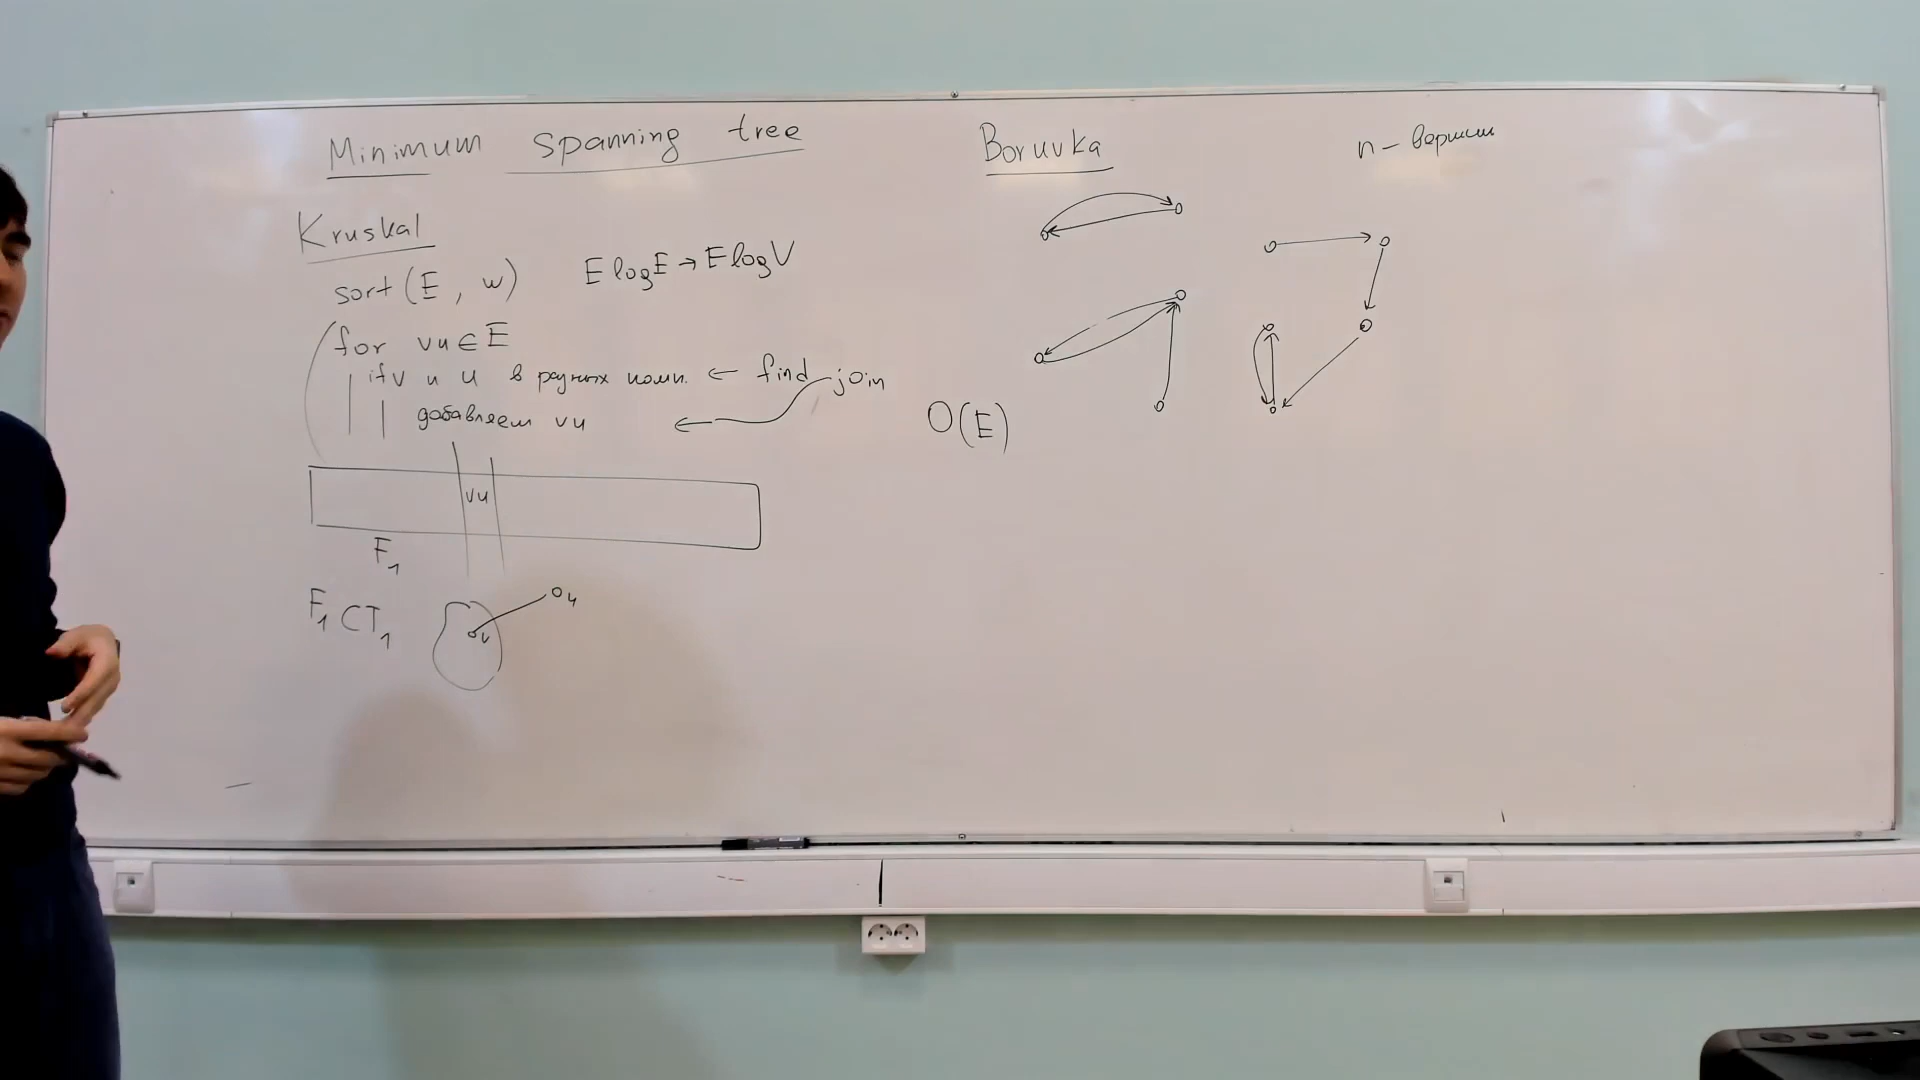 Minimum spanning tree
Kruskal
sort(E, w) E log E → E log V
for vu ∈ E
if v и u в разных комп. ← find join
добавляем vu ←
vu
F₁
F₁ ⊂ T₁
v
u
Boruvka
n - вершин
O(E)